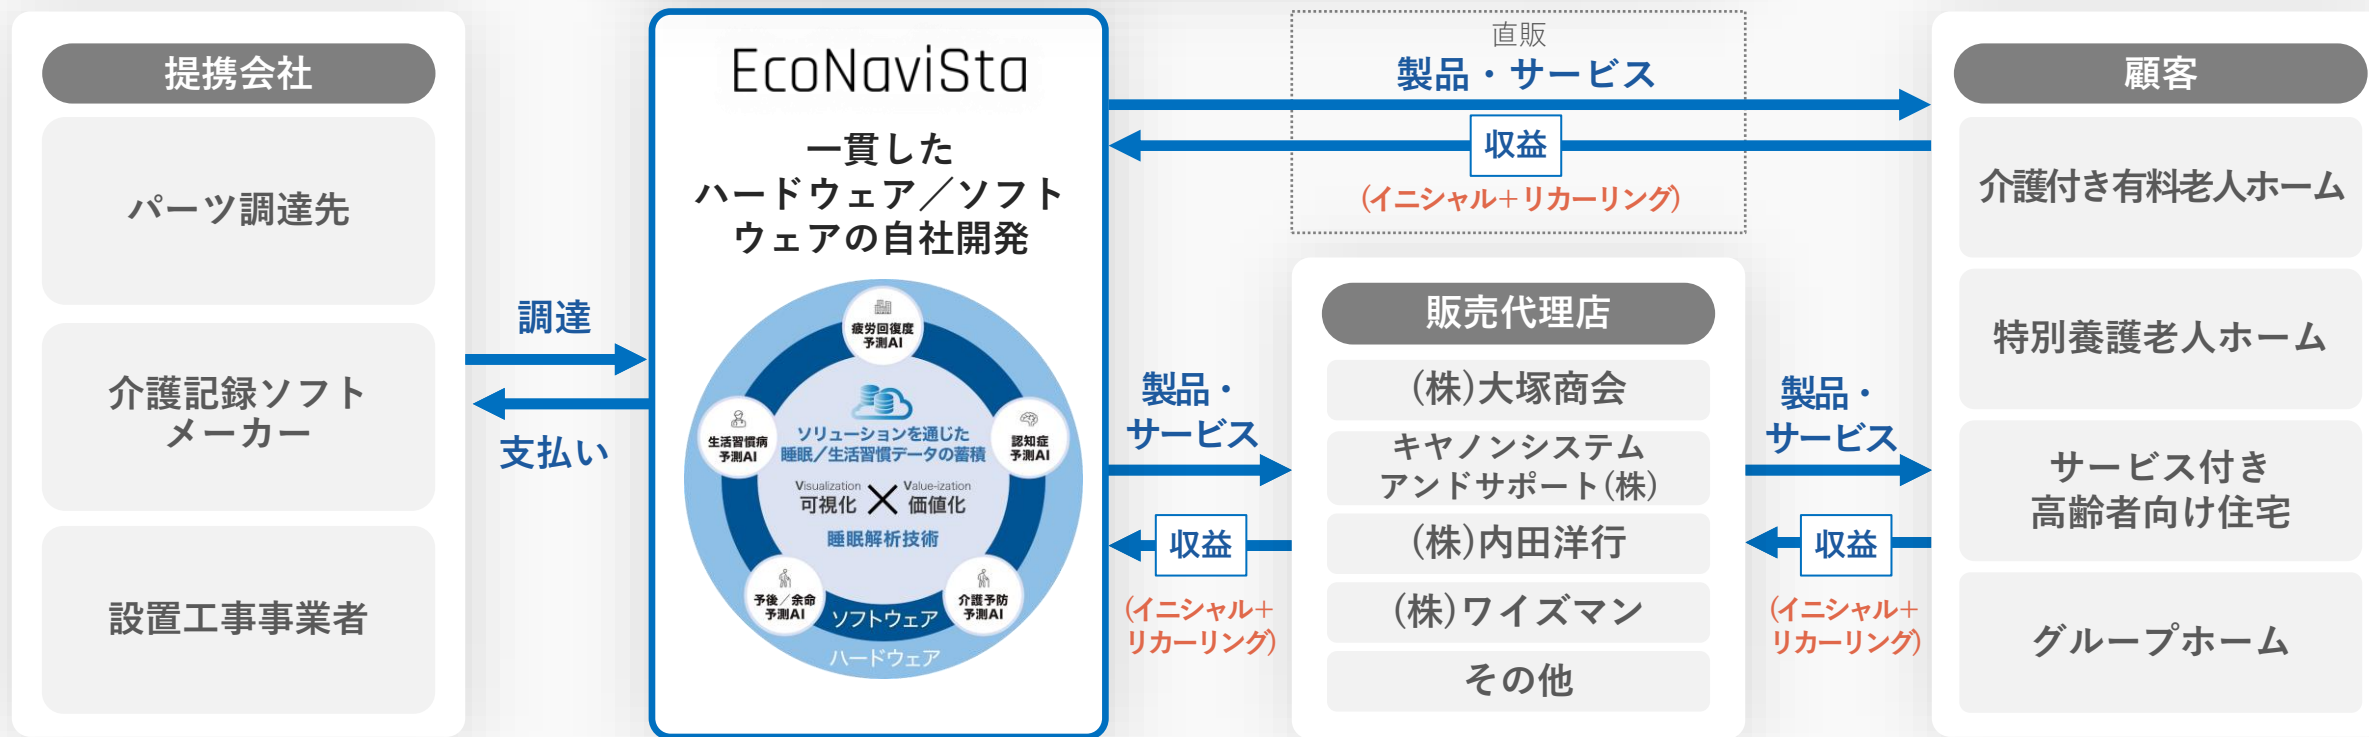 提携会社
パーツ調達先
介護記録ソフト
メーカー
設置工事事業者
調達
支払い
EcoNaviSta
一貫した
ハードウェア／ソフト
ウェアの自社開発
疲労回復度
予測AI
生活習慣病
予測AI
認知症
予測AI
ソリューションを通じた
睡眠／生活習慣データの蓄積
Visualization
可視化
×
Value-ization
価値化
睡眠解析技術
予後／余命
予測AI
介護予防
予測AI
ソフトウェア
ハードウェア
直販
製品・サービス
収益
(イニシャル＋リカーリング)
製品・
サービス
収益
(イニシャル＋
リカーリング)
販売代理店
(株)大塚商会
キヤノンシステム
アンドサポート(株)
(株)内田洋行
(株)ワイズマン
その他
製品・
サービス
収益
(イニシャル＋
リカーリング)
顧客
介護付き有料老人ホーム
特別養護老人ホーム
サービス付き
高齢者向け住宅
グループホーム